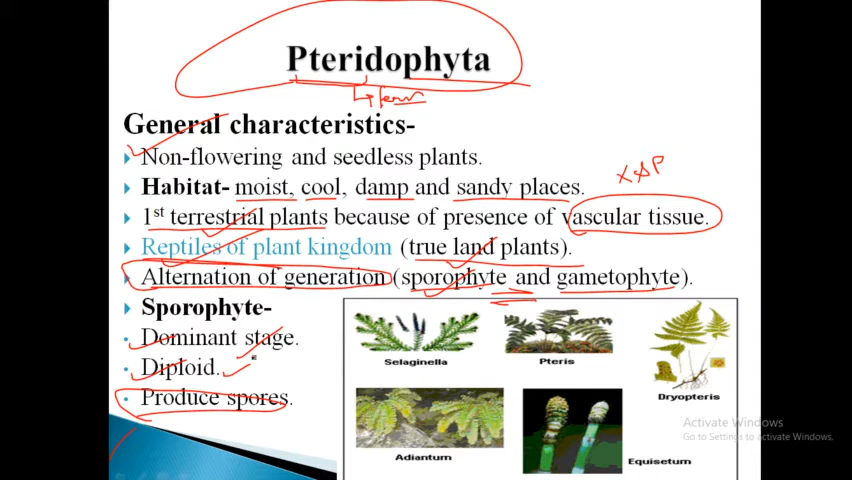 Pteridophyta
fern
General characteristics-
Non-flowering and seedless plants.
Habitat- moist, cool, damp and sandy places.
X&P
1st terrestrial plants because of presence of vascular tissue.
Reptiles of plant kingdom (true land plants).
Alternation of generation (sporophyte and gametophyte).
Sporophyte-
Dominant stage.
Diploid.
Produce spores.
Selaginella
Pteris
Dryopteris
Adiantum
Equisetum
Activate Windows
Go to Settings to activate Windows.